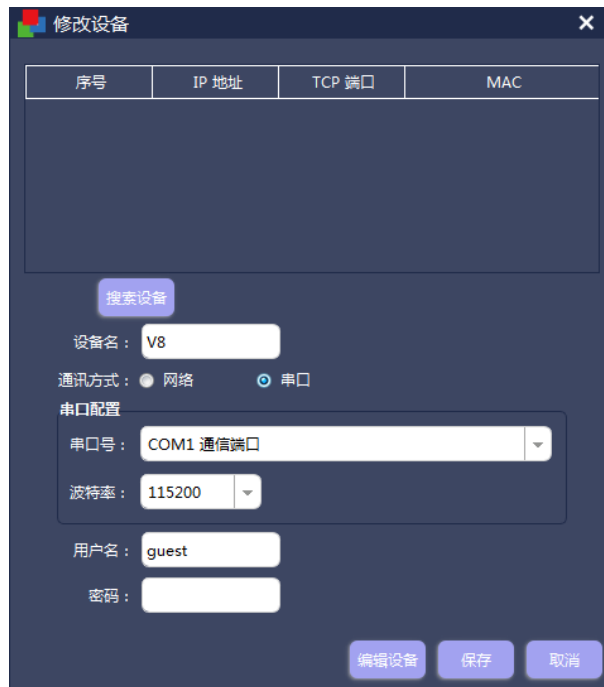 修改设备
序号 IP 地址 TCP 端口 MAC
搜素设备
设备名： V8
通讯方式： 网络 串口
串口配置
串口号： COM1 通信端口
波特率： 115200
用户名： guest
密码：
编辑设备 保存 取消